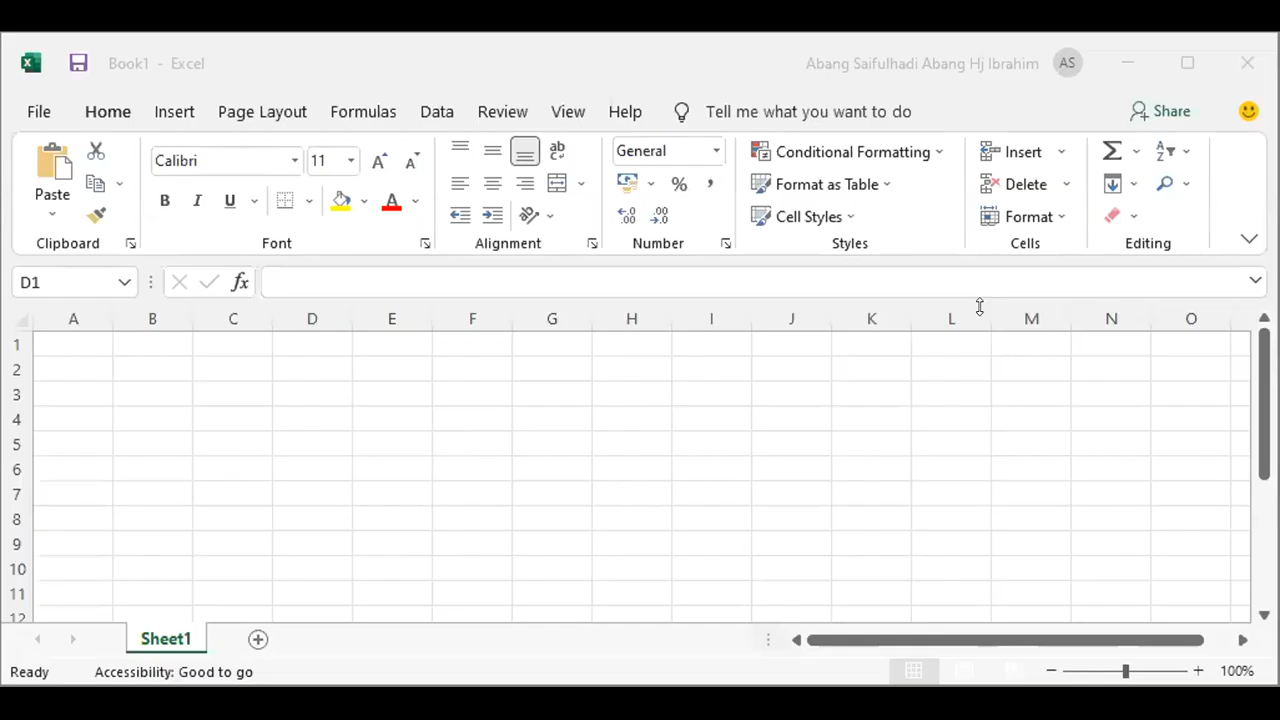 Book1 - Excel
Abang Saifulhadi Abang Hj Ibrahim
AS
File Home Insert Page Layout Formulas Data Review View Help Tell me what you want to do Share
Paste
Clipboard
Calibri 11
B I U A
Font
ab
Alignment
General
% ,
Number
Conditional Formatting
Format as Table
Cell Styles
Styles
Insert
Delete
Format
Cells
Editing
D1
fx
A B C D E F G H I J K L M N O
1
2
3
4
5
6
7
8
9
10
11
12
Sheet1
Ready Accessibility: Good to go 100%